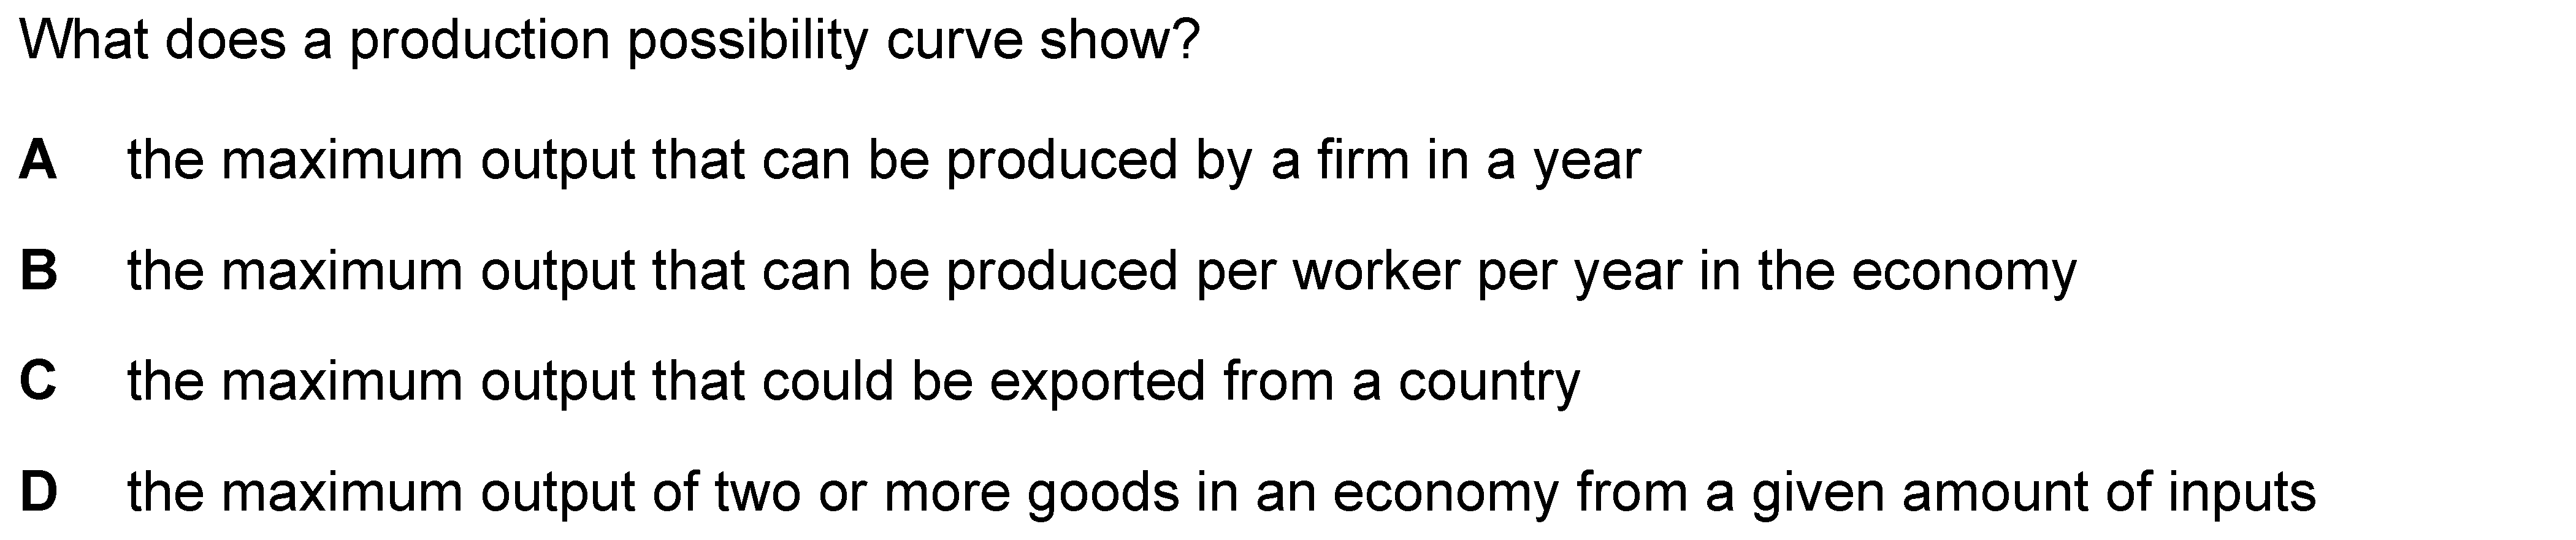 What does a production possibility curve show?
A the maximum output that can be produced by a firm in a year
B the maximum output that can be produced per worker per year in the economy
C the maximum output that could be exported from a country
D the maximum output of two or more goods in an economy from a given amount of inputs